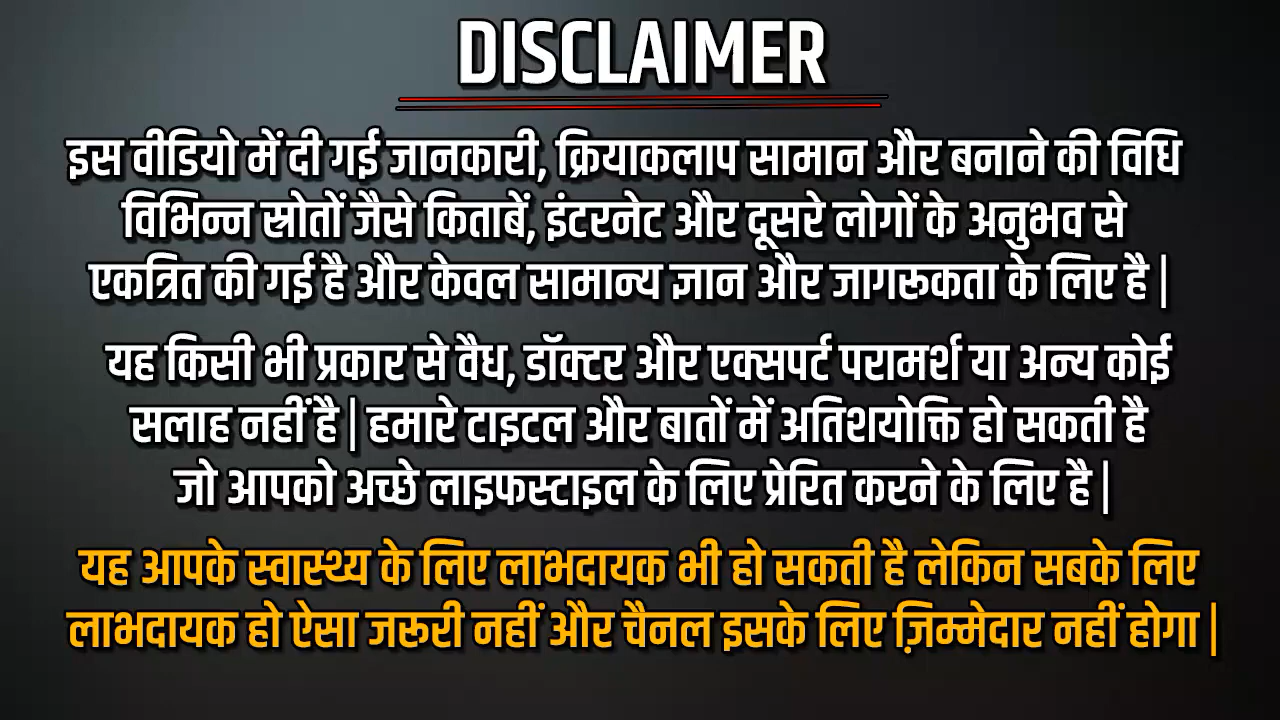 DISCLAIMER
इस वीडियो में दी गई जानकारी, क्रियाकलाप सामान और बनाने की विधि
विभिन्न स्रोतों जैसे किताबें, इंटरनेट और दूसरे लोगों के अनुभव से
एकत्रित की गई है और केवल सामान्य ज्ञान और जागरूकता के लिए है |
यह किसी भी प्रकार से वैध, डॉक्टर और एक्सपर्ट परामर्श या अन्य कोई
सलाह नहीं है | हमारे टाइटल और बातों में अतिशयोक्ति हो सकती है
जो आपको अच्छे लाइफस्टाइल के लिए प्रेरित करने के लिए है |
यह आपके स्वास्थ्य के लिए लाभदायक भी हो सकती है लेकिन सबके लिए
लाभदायक हो ऐसा जरूरी नहीं और चैनल इसके लिए ज़िम्मेदार नहीं होगा |